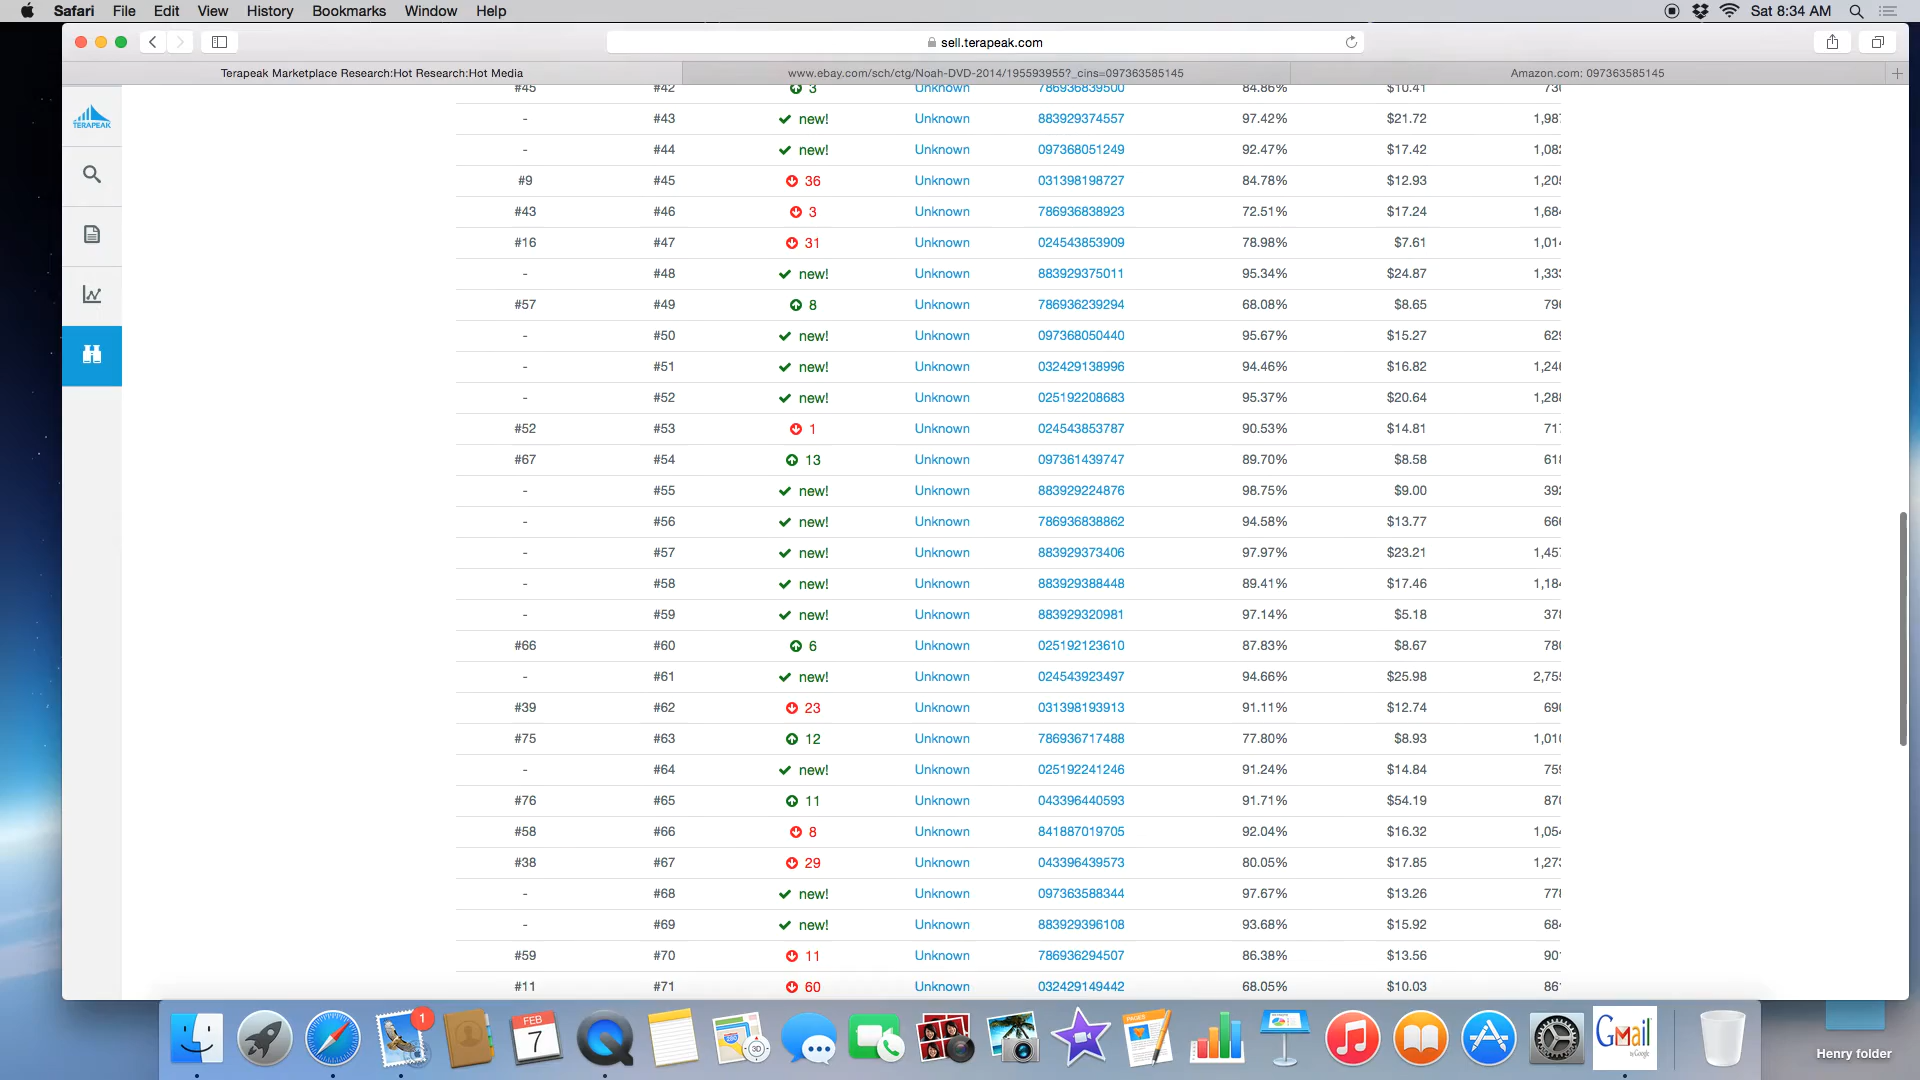 Safari File Edit View History Bookmarks Window Help Sat 8:34 AM
sell.terapeak.com
Terapeak Marketplace Research:Hot Research:Hot Media www.ebay.com/sch/ctg/Noah-DVD-2014/195593955?_cins=097363585145 Amazon.com: 097363585145
TERAPEAK
#45 #42 3 Unknown 786936839500 84.86% $10.41
- #43 new! Unknown 883929374557 97.42% $21.72
- #44 new! Unknown 097368051249 92.47% $17.42
#9 #45 36 Unknown 031398198727 84.78% $12.93
#43 #46 3 Unknown 786936838923 72.51% $17.24
#16 #47 31 Unknown 024543853909 78.98% $7.61
- #48 new! Unknown 883929375011 95.34% $24.87
#57 #49 8 Unknown 786936239294 68.08% $8.65
- #50 new! Unknown 097368050440 95.67% $15.27
- #51 new! Unknown 032429138996 94.46% $16.82
- #52 new! Unknown 025192208683 95.37% $20.64
#52 #53 1 Unknown 024543853787 90.53% $14.81
#67 #54 13 Unknown 097361439747 89.70% $8.58
- #55 new! Unknown 883929224876 98.75% $9.00
- #56 new! Unknown 786936838862 94.58% $13.77
- #57 new! Unknown 883929373406 97.97% $23.21
- #58 new! Unknown 883929388448 89.41% $17.46
- #59 new! Unknown 883929320981 97.14% $5.18
#66 #60 6 Unknown 025192123610 87.83% $8.67
- #61 new! Unknown 024543923497 94.66% $25.98
#39 #62 23 Unknown 031398193913 91.11% $12.74
#75 #63 12 Unknown 786936717488 77.80% $8.93
- #64 new! Unknown 025192241246 91.24% $14.84
#76 #65 11 Unknown 043396440593 91.71% $54.19
#58 #66 8 Unknown 841887019705 92.04% $16.32
#38 #67 29 Unknown 043396439573 80.05% $17.85
- #68 new! Unknown 097363588344 97.67% $13.26
- #69 new! Unknown 883929396108 93.68% $15.92
#59 #70 11 Unknown 786936294507 86.38% $13.56
#11 #71 60 Unknown 032429149442 68.05% $10.03
1
FEB
7
3D
PAGES
Gmail
by Google
Henry folder